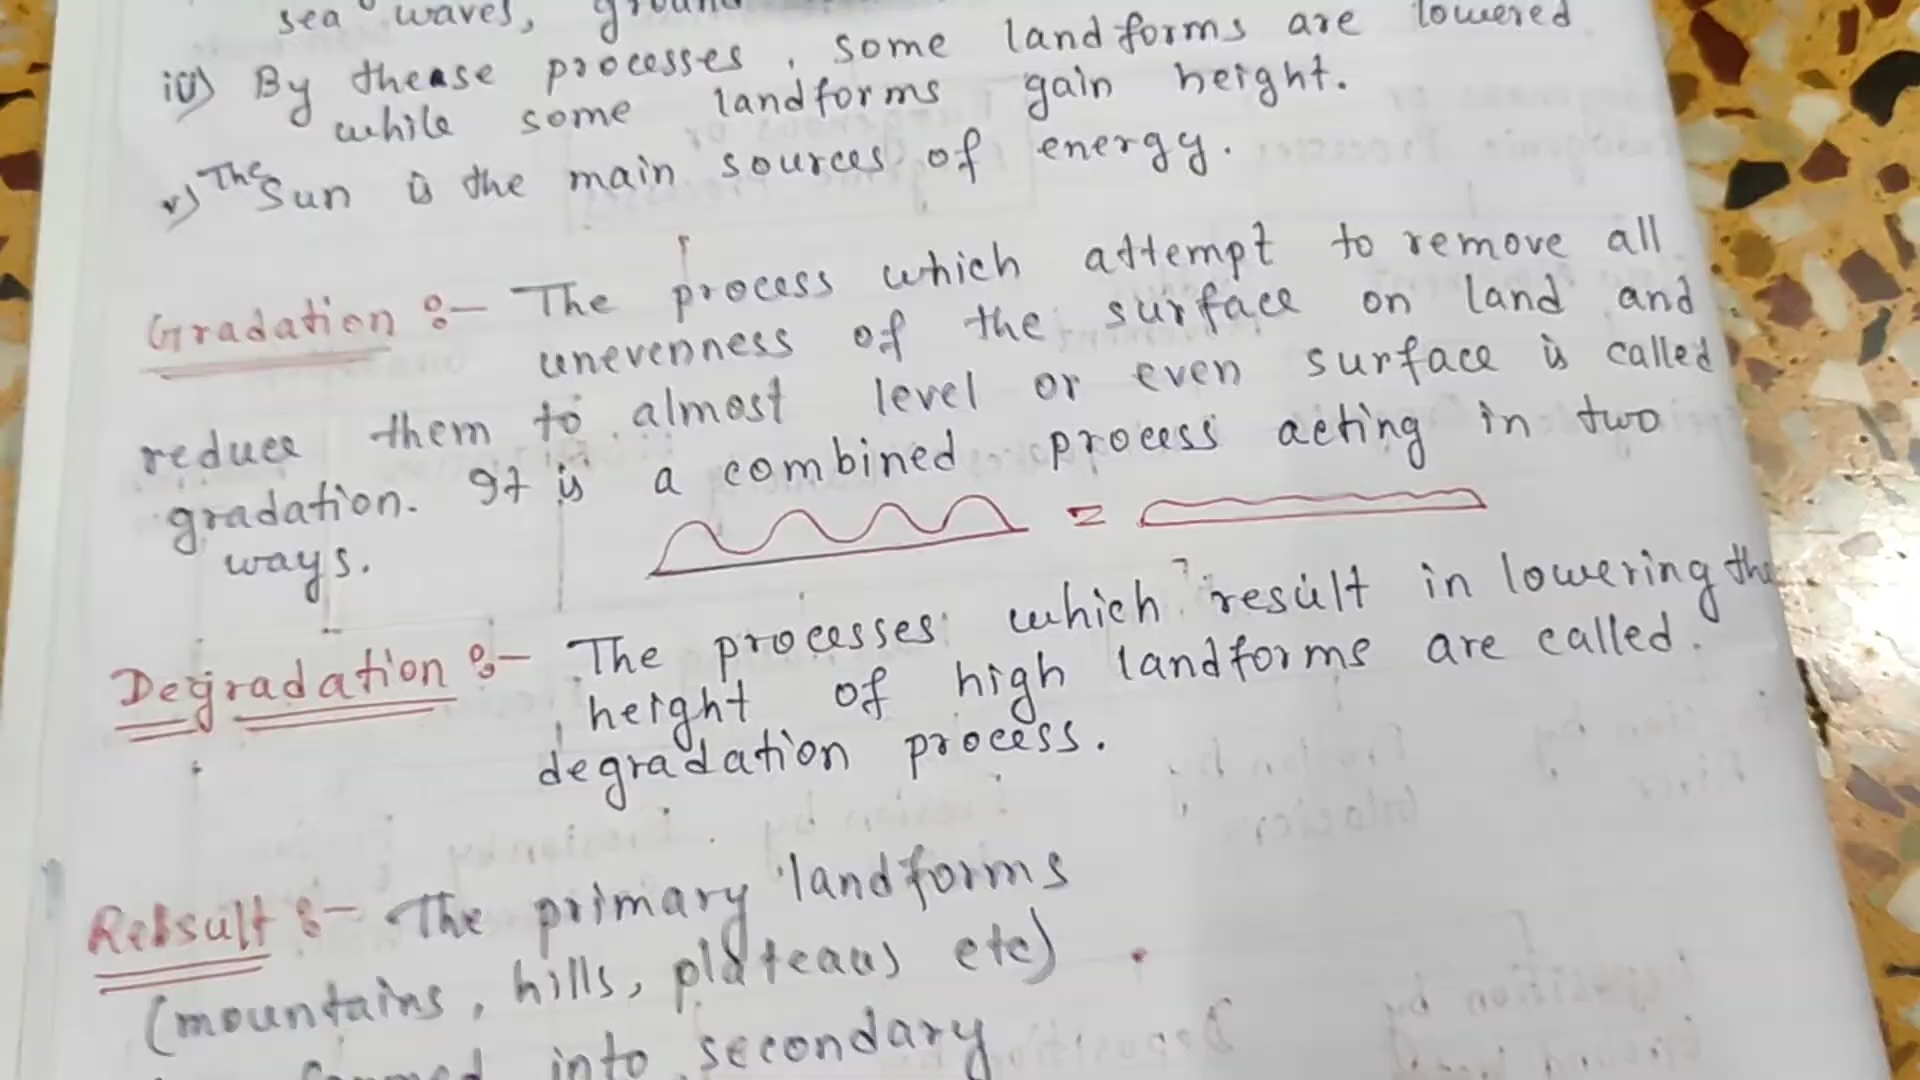 sea waves, ground
iv) By thease processes, some landforms are lowered
while some landforms gain height.
v) The Sun is the main sources of energy.
Gradation :- The process which attempt to remove all
unevenness of the surface on land and
reduce them to almost level or even surface is called
gradation. It is a combined process acting in two
ways.
=
Degradation :- The processes which result in lowering the
height of high landforms are called
degradation process.
Result :- The primary landforms
(mountains, hills, plateaus etc)
into secondary